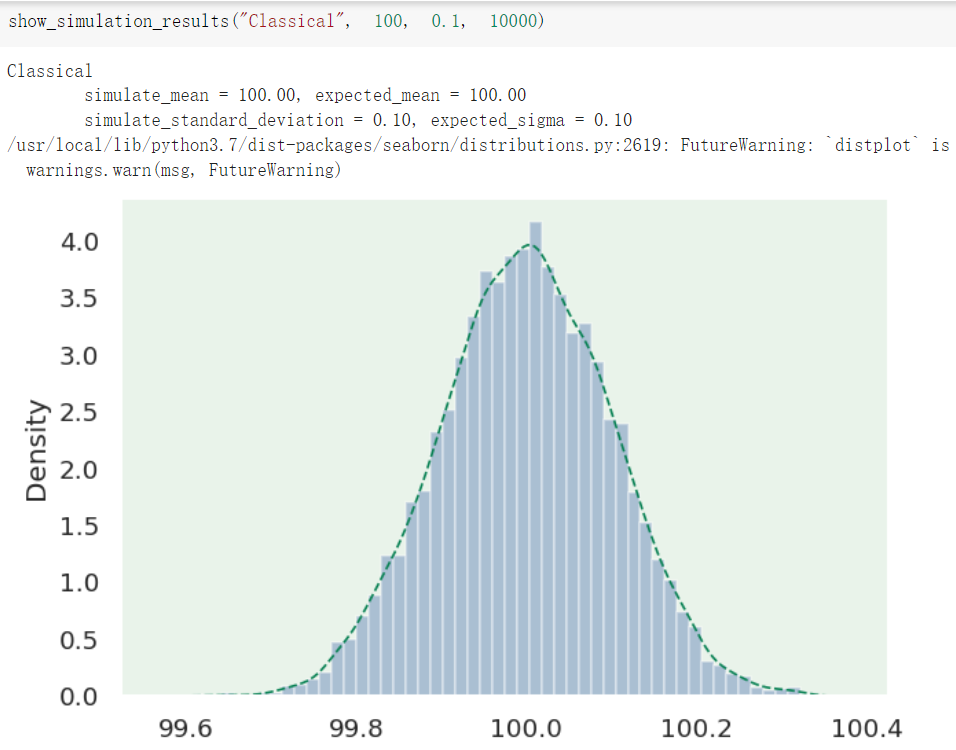 show_simulation_results("Classical", 100, 0.1, 10000)
Classical
simulate_mean = 100.00, expected_mean = 100.00
simulate_standard_deviation = 0.10, expected_sigma = 0.10
/usr/local/lib/python3.7/dist-packages/seaborn/distributions.py:2619: FutureWarning: `distplot` is
warnings.warn(msg, FutureWarning)
4.0
3.5
3.0
2.5
2.0
1.5
1.0
0.5
0.0
Density
99.6 99.8 100.0 100.2 100.4